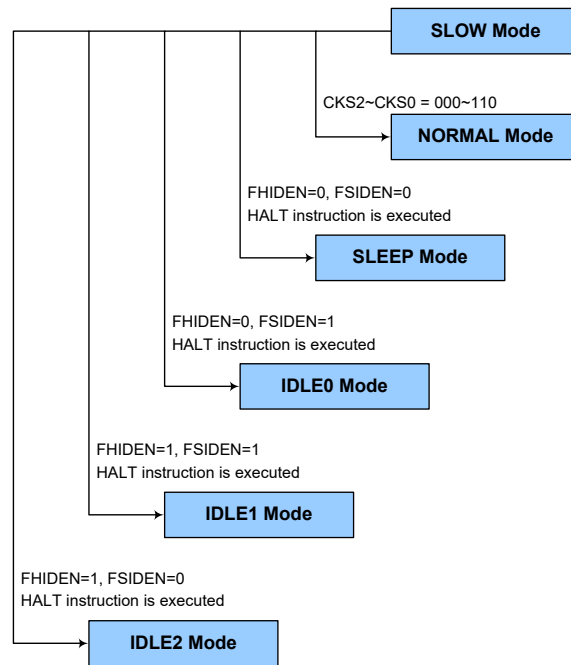 SLOW Mode
CKS2~CKS0 = 000~110
NORMAL Mode
FHIDEN=0, FSIDEN=0
HALT instruction is executed
SLEEP Mode
FHIDEN=0, FSIDEN=1
HALT instruction is executed
IDLE0 Mode
FHIDEN=1, FSIDEN=1
HALT instruction is executed
IDLE1 Mode
FHIDEN=1, FSIDEN=0
HALT instruction is executed
IDLE2 Mode